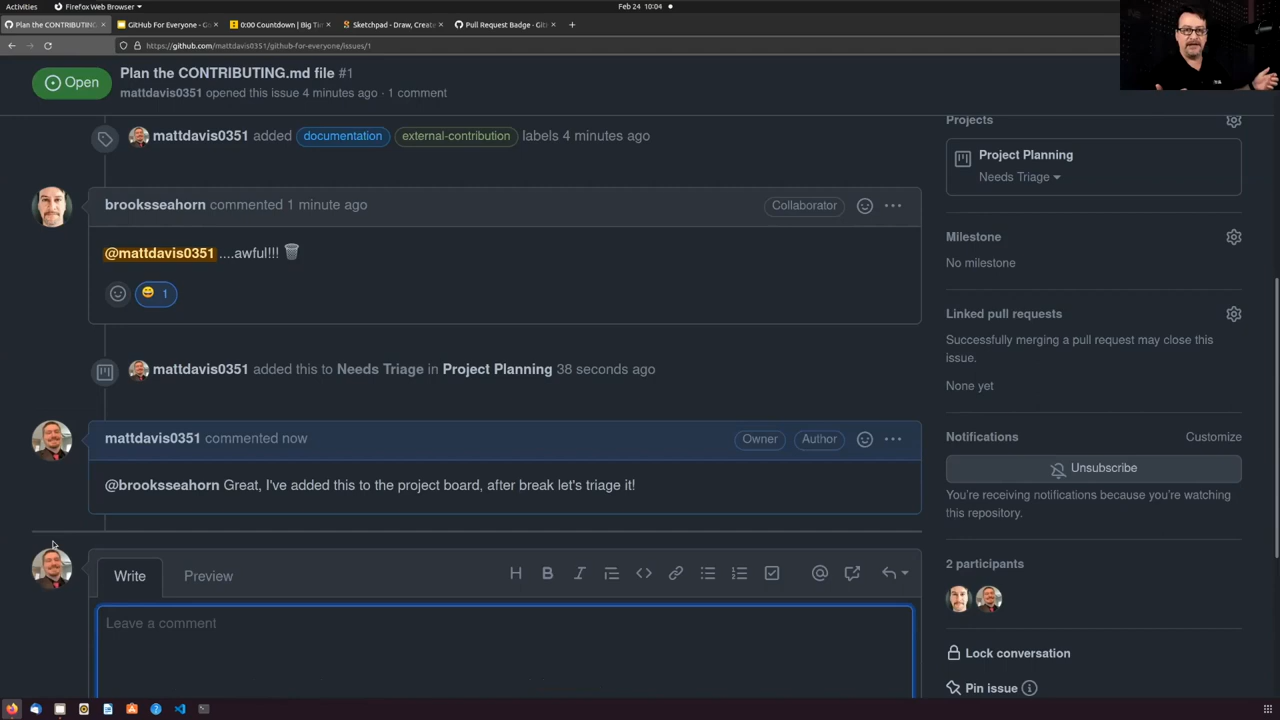 Activities
Firefox Web Browser
Feb 24 10:04
Plan the CONTRIBUTING
GitHub For Everyone - Go
0:00 Countdown | Big Ti
Sketchpad - Draw, Create
Pull Request Badge - Git
https://github.com/mattdavis0351/github-for-everyone/issues/1
Open
Plan the CONTRIBUTING.md file #1
mattdavis0351 opened this issue 4 minutes ago · 1 comment
mattdavis0351 added documentation external-contribution labels 4 minutes ago
brooksseahorn commented 1 minute ago
Collaborator
@mattdavis0351 ....awful!!! 🗑️
😀 1
mattdavis0351 added this to Needs Triage in Project Planning 38 seconds ago
mattdavis0351 commented now
Owner
Author
@brooksseahorn Great, I've added this to the project board, after break let's triage it!
Write
Preview
Leave a comment
Projects
Project Planning
Needs Triage
Milestone
No milestone
Linked pull requests
Successfully merging a pull request may close this
issue.
None yet
Notifications
Customize
Unsubscribe
You're receiving notifications because you're watching
this repository.
2 participants
Lock conversation
Pin issue